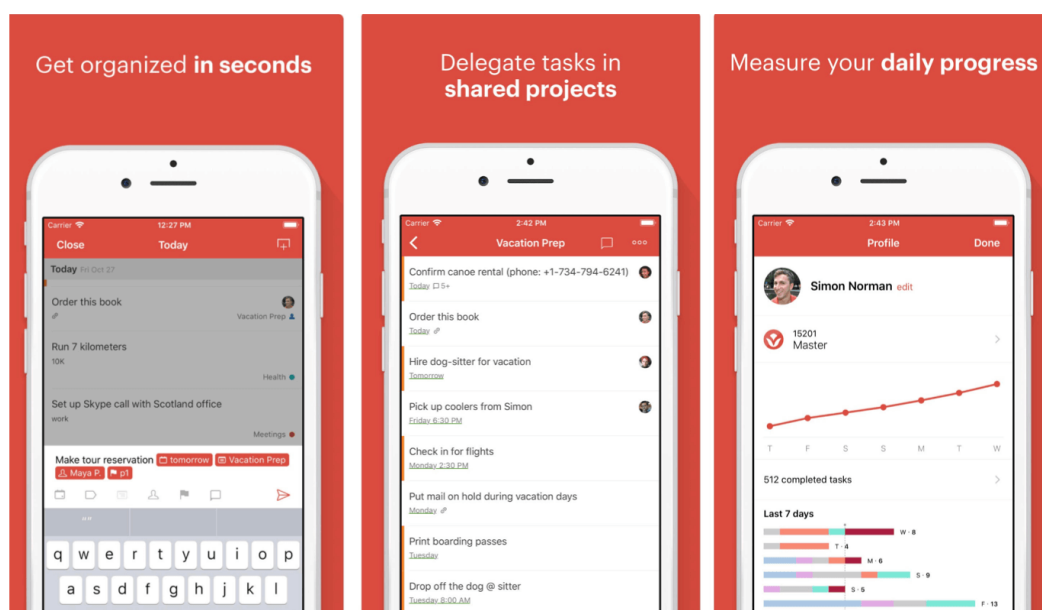 Get organized in seconds
Carrier 12:27 PM
Close Today
Today Fri Oct 27
Order this book
Vacation Prep
Run 7 kilometers
10K
Health
Set up Skype call with Scotland office
work
Meetings
Make tour reservation tomorrow Vacation Prep
Maya P. p1
q w e r t y u i o p
a s d f g h j k l
Delegate tasks in
shared projects
Carrier 2:42 PM
Vacation Prep
Confirm canoe rental (phone: +1-734-794-6241)
Today 5+
Order this book
Today
Hire dog-sitter for vacation
Tomorrow
Pick up coolers from Simon
Friday 6:30 PM
Check in for flights
Monday 2:30 PM
Put mail on hold during vacation days
Monday
Print boarding passes
Tuesday
Drop off the dog @ sitter
Tuesday 8:00 AM
Measure your daily progress
Carrier 2:43 PM
Profile Done
Simon Norman edit
15201
Master
T F S S M T W
512 completed tasks
Last 7 days
W · 8
T · 4
M · 6
S · 9
S · 5
F · 13